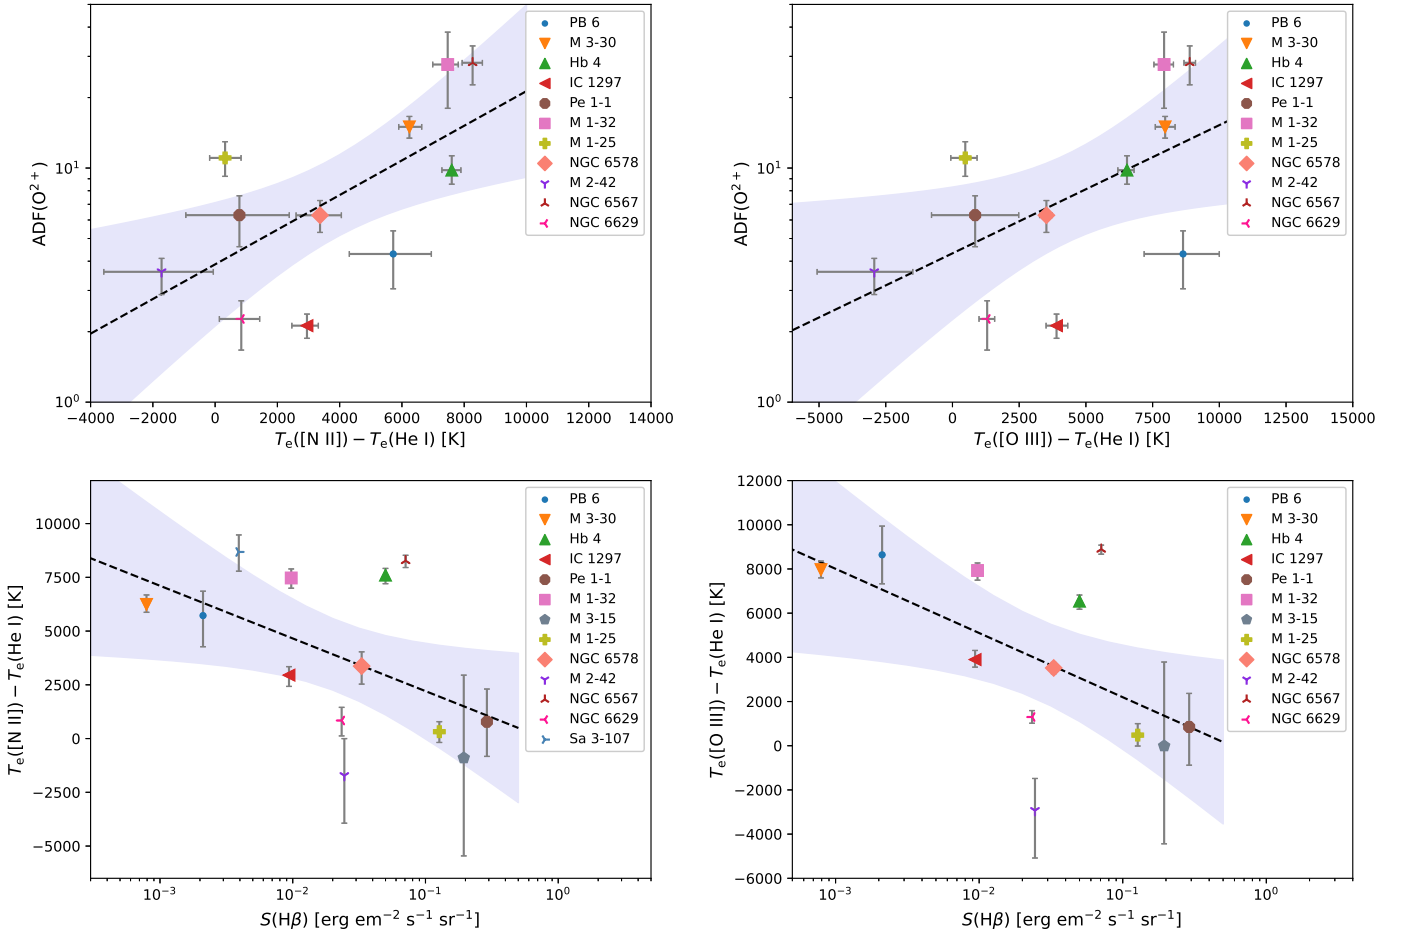 PB 6
M 3-30
Hb 4
IC 1297
Pe 1-1
M 1-32
M 1-25
NGC 6578
M 2-42
NGC 6567
NGC 6629
ADF(O²⁺)
10¹
10⁰
−4000 −2000 0 2000 4000 6000 8000 10000 12000 14000
Tₑ([N II]) − Tₑ(He I) [K]
PB 6
M 3-30
Hb 4
IC 1297
Pe 1-1
M 1-32
M 1-25
NGC 6578
M 2-42
NGC 6567
NGC 6629
ADF(O²⁺)
10¹
10⁰
−5000 −2500 0 2500 5000 7500 10000 12500 15000
Tₑ([O III]) − Tₑ(He I) [K]
PB 6
M 3-30
Hb 4
IC 1297
Pe 1-1
M 1-32
M 3-15
M 1-25
NGC 6578
M 2-42
NGC 6567
NGC 6629
Sa 3-107
Tₑ([N II]) − Tₑ(He I) [K]
10000
7500
5000
2500
0
−2500
−5000
10⁻³ 10⁻² 10⁻¹ 10⁰
S(Hβ) [erg em⁻² s⁻¹ sr⁻¹]
PB 6
M 3-30
Hb 4
IC 1297
Pe 1-1
M 1-32
M 3-15
M 1-25
NGC 6578
M 2-42
NGC 6567
NGC 6629
Tₑ([O III]) − Tₑ(He I) [K]
12000
10000
8000
6000
4000
2000
0
−2000
−4000
−6000
10⁻³ 10⁻² 10⁻¹ 10⁰
S(Hβ) [erg em⁻² s⁻¹ sr⁻¹]